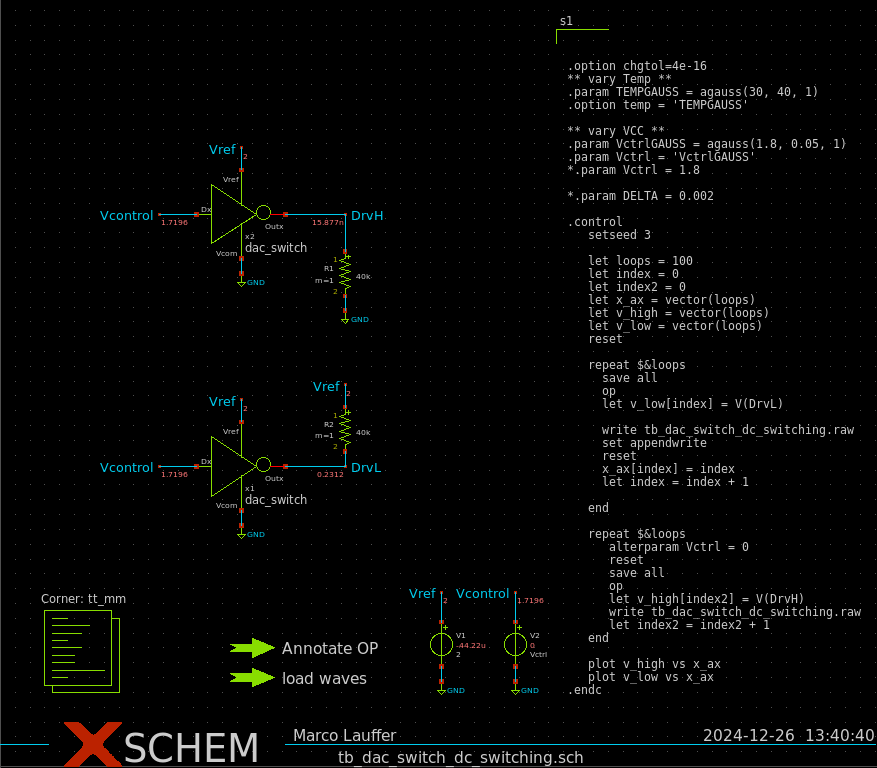 s1
.option chgtol=4e-16
** vary Temp **
.param TEMPGAUSS = agauss(30, 40, 1)
.option temp = 'TEMPGAUSS'
** vary VCC **
.param VctrlGAUSS = agauss(1.8, 0.05, 1)
.param Vctrl = 'VctrlGAUSS'
*.param Vctrl = 1.8
*.param DELTA = 0.002
.control
setseed 3
let loops = 100
let index = 0
let index2 = 0
let x_ax = vector(loops)
let v_high = vector(loops)
let v_low = vector(loops)
reset
repeat $&loops
save all
op
let v_low[index] = V(DrvL)
write tb_dac_switch_dc_switching.raw
set appendwrite
reset
x_ax[index] = index
let index = index + 1
end
repeat $&loops
alterparam Vctrl = 0
reset
save all
op
let v_high[index2] = V(DrvH)
write tb_dac_switch_dc_switching.raw
let index2 = index2 + 1
end
plot v_high vs x_ax
plot v_low vs x_ax
.endc
Vref
2
Vref
Vcontrol
1.7196
Dx
Outx
15.877n
DrvH
x2
dac_switch
Vcom
GND
1
R1
40k
m=1
2
GND
Vref
2
Vref
2
Vref
1
R2
40k
m=1
2
Vcontrol
1.7196
Dx
Outx
0.2312
DrvL
x1
dac_switch
Vcom
GND
Corner: tt_mm
Annotate OP
load waves
Vref
2
V1
-44.22u
2
GND
Vcontrol
1.7196
V2
0
Vctrl
GND
XSCHEM
Marco Lauffer
2024-12-26 13:40:40
tb_dac_switch_dc_switching.sch